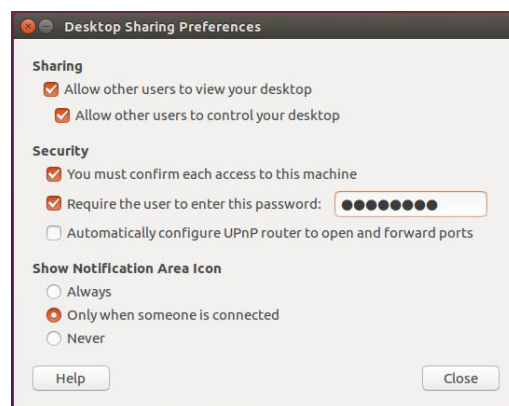 Desktop Sharing Preferences
Sharing
Allow other users to view your desktop
Allow other users to control your desktop
Security
You must confirm each access to this machine
Require the user to enter this password: ●●●●●●●●
Automatically configure UPnP router to open and forward ports
Show Notification Area Icon
Always
Only when someone is connected
Never
Help Close